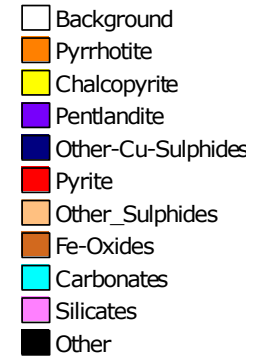 Background
Pyrrhotite
Chalcopyrite
Pentlandite
Other-Cu-Sulphides
Pyrite
Other_Sulphides
Fe-Oxides
Carbonates
Silicates
Other